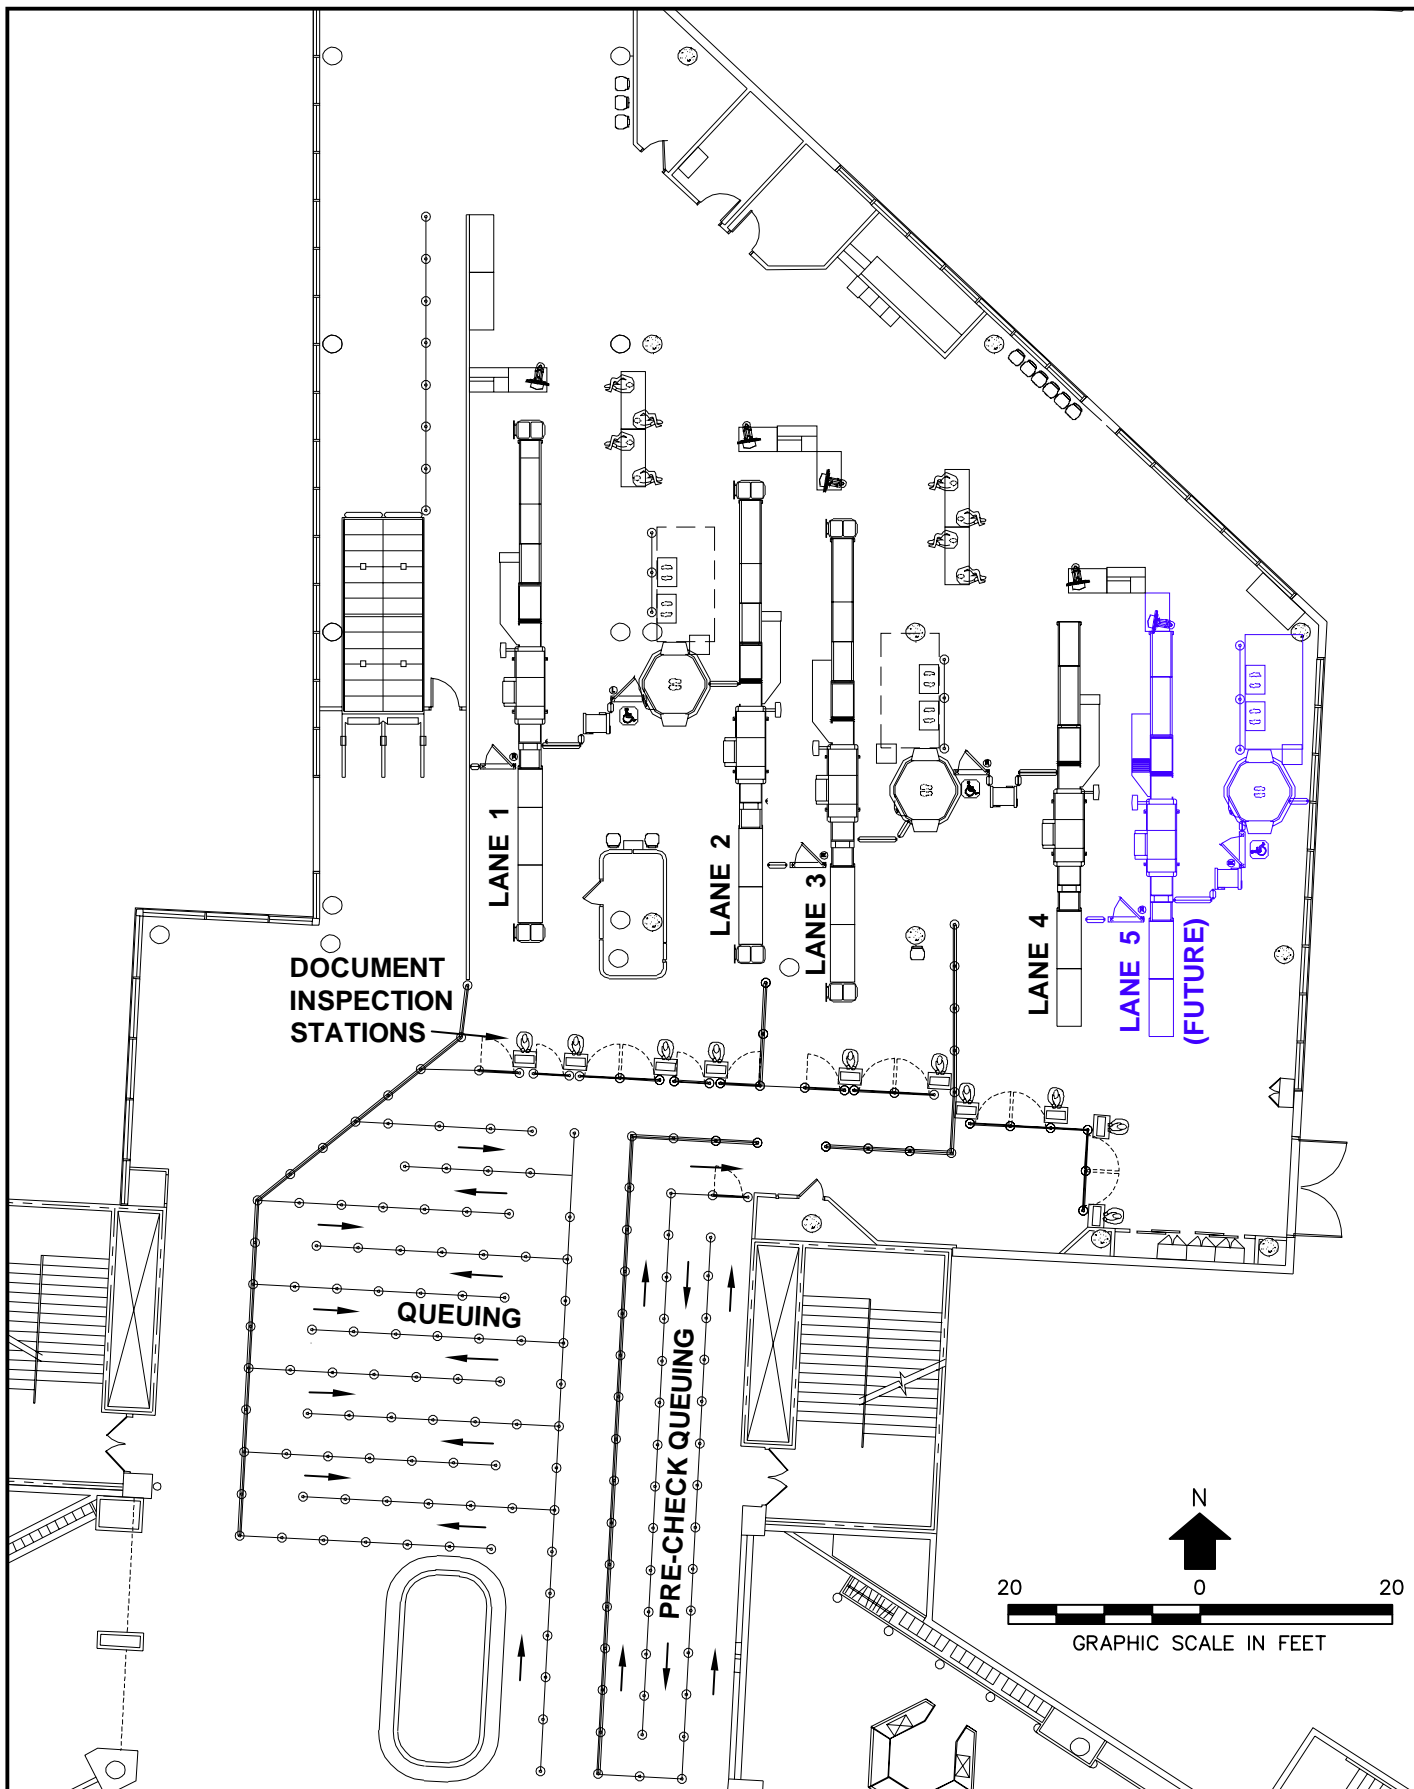 LANE 1
LANE 2
LANE 3
LANE 4
LANE 5
(FUTURE)
DOCUMENT
INSPECTION
STATIONS
QUEUING
PRE-CHECK QUEUING
N
20
0
20
GRAPHIC SCALE IN FEET